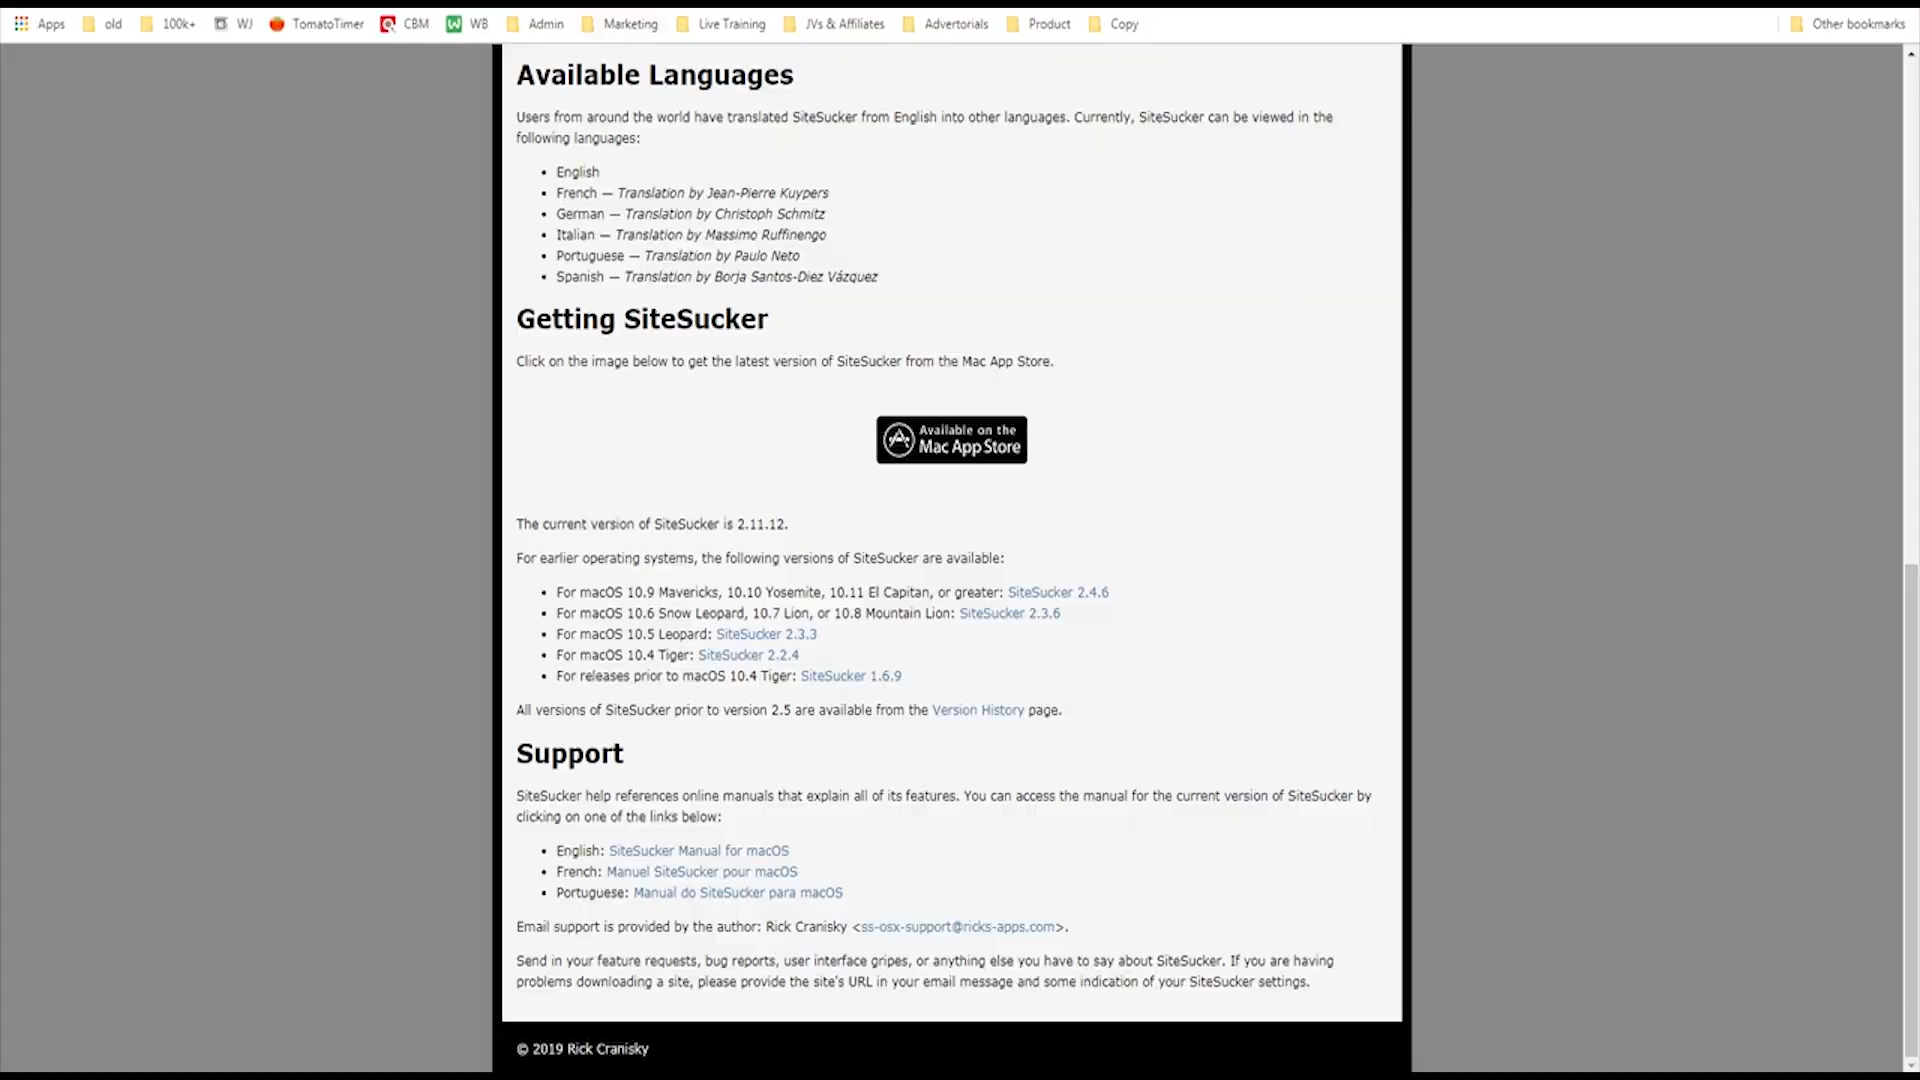 Apps old 100k+ WJ TomatoTimer CBM WB Admin Marketing Live Training JVs & Affiliates Advertorials Product Copy Other bookmarks
Available Languages
Users from around the world have translated SiteSucker from English into other languages. Currently, SiteSucker can be viewed in the
following languages:
• English
• French — Translation by Jean-Pierre Kuypers
• German — Translation by Christoph Schmitz
• Italian — Translation by Massimo Ruffinengo
• Portuguese — Translation by Paulo Neto
• Spanish — Translation by Borja Santos-Diez Vázquez
Getting SiteSucker
Click on the image below to get the latest version of SiteSucker from the Mac App Store.
Available on the
Mac App Store
The current version of SiteSucker is 2.11.12.
For earlier operating systems, the following versions of SiteSucker are available:
• For macOS 10.9 Mavericks, 10.10 Yosemite, 10.11 El Capitan, or greater: SiteSucker 2.4.6
• For macOS 10.6 Snow Leopard, 10.7 Lion, or 10.8 Mountain Lion: SiteSucker 2.3.6
• For macOS 10.5 Leopard: SiteSucker 2.3.3
• For macOS 10.4 Tiger: SiteSucker 2.2.4
• For releases prior to macOS 10.4 Tiger: SiteSucker 1.6.9
All versions of SiteSucker prior to version 2.5 are available from the Version History page.
Support
SiteSucker help references online manuals that explain all of its features. You can access the manual for the current version of SiteSucker by
clicking on one of the links below:
• English: SiteSucker Manual for macOS
• French: Manuel SiteSucker pour macOS
• Portuguese: Manual do SiteSucker para macOS
Email support is provided by the author: Rick Cranisky <ss-osx-support@ricks-apps.com>.
Send in your feature requests, bug reports, user interface gripes, or anything else you have to say about SiteSucker. If you are having
problems downloading a site, please provide the site's URL in your email message and some indication of your SiteSucker settings.
© 2019 Rick Cranisky